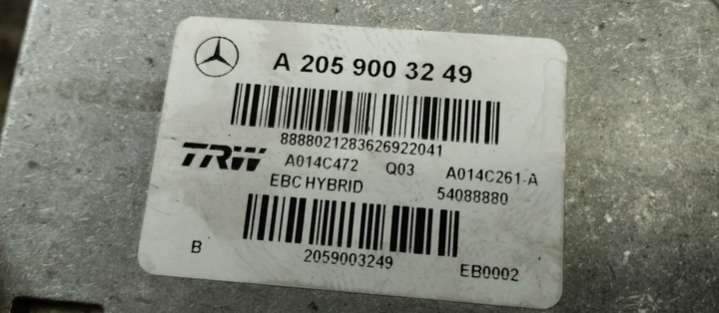 A 205 900 32 49
8888021283626922041
TRW A014C472 Q03 A014C261-A
EBC HYBRID 54088880
B 2059003249 EB0002